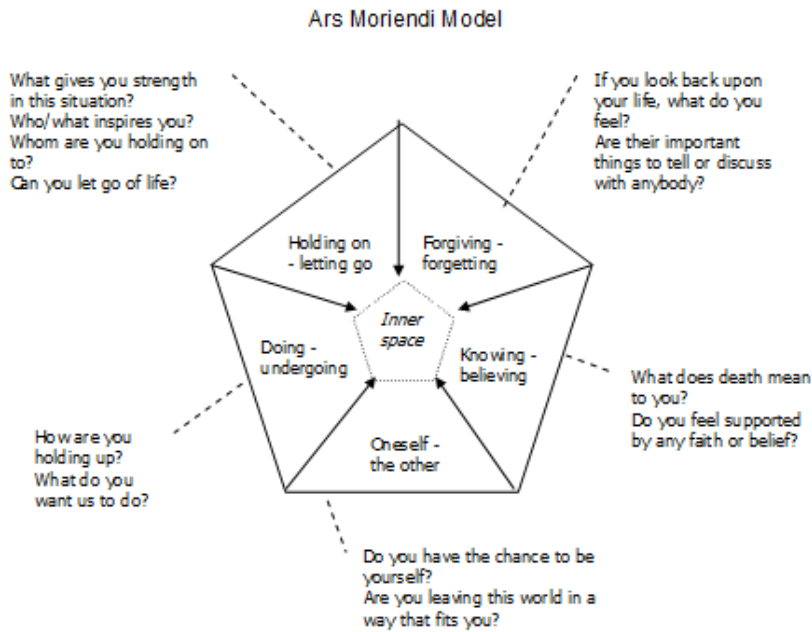 Ars Moriendi Model
What gives you strength
in this situation?
Who/what inspires you?
Whom are you holding on
to?
Can you let go of life?
If you look back upon
your life, what do you
feel?
Are their important
things to tell or discuss
with anybody?
Holding on
- letting go
Forgiving -
forgetting
Inner
space
Doing -
undergoing
Knowing -
believing
Oneself -
the other
What does death mean
to you?
Do you feel supported
by any faith or belief?
How are you
holding up?
What do you
want us to do?
Do you have the chance to be
yourself?
Are you leaving this world in a
way that fits you?